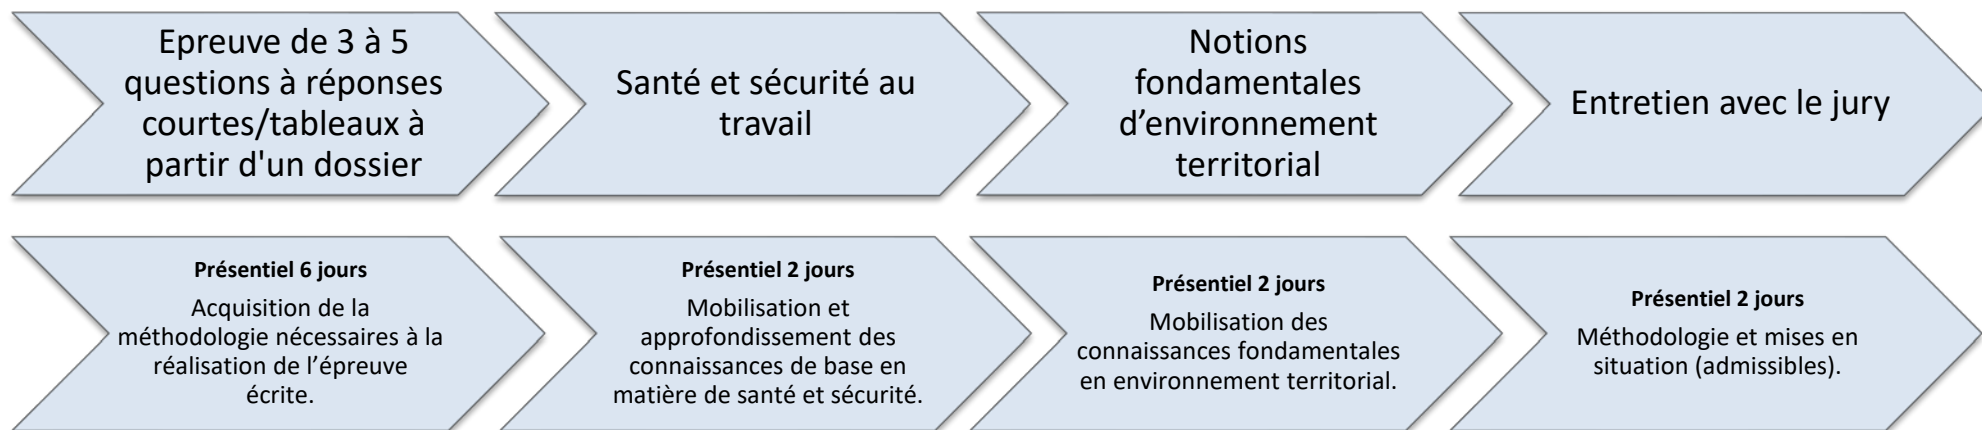 Epreuve de 3 à 5
questions à réponses
courtes/tableaux à
partir d'un dossier
Santé et sécurité au
travail
Notions
fondamentales
d’environnement
territorial
Entretien avec le jury
Présentiel 6 jours
Acquisition de la
méthodologie nécessaires à la
réalisation de l’épreuve
écrite.
Présentiel 2 jours
Mobilisation et
approfondissement des
connaissances de base en
matière de santé et sécurité.
Présentiel 2 jours
Mobilisation des
connaissances fondamentales
en environnement territorial.
Présentiel 2 jours
Méthodologie et mises en
situation (admissibles).